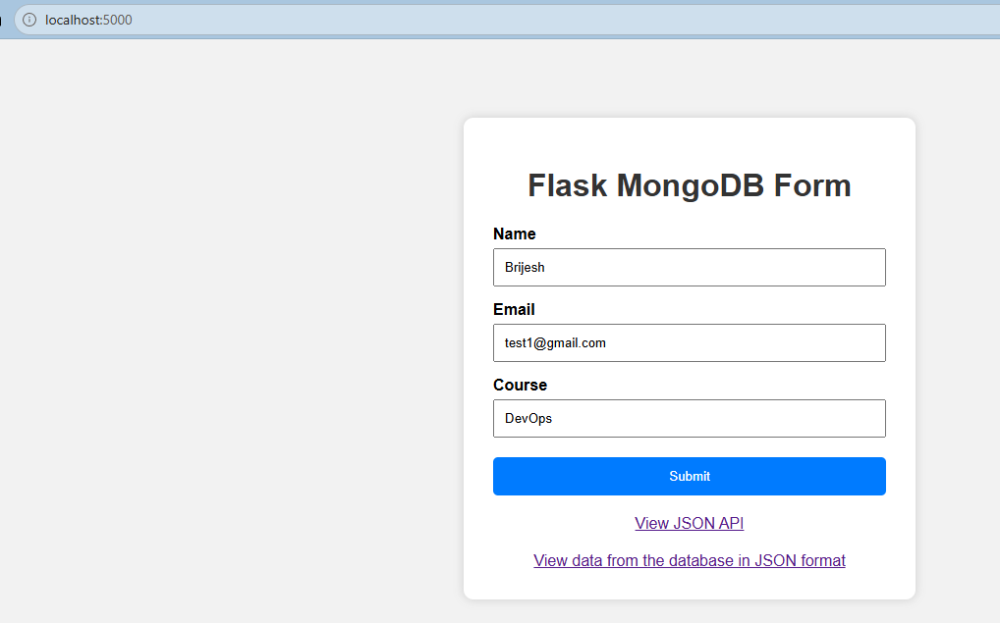 localhost:5000
Flask MongoDB Form
Name
Brijesh
Email
test1@gmail.com
Course
DevOps
Submit
View JSON API
View data from the database in JSON format